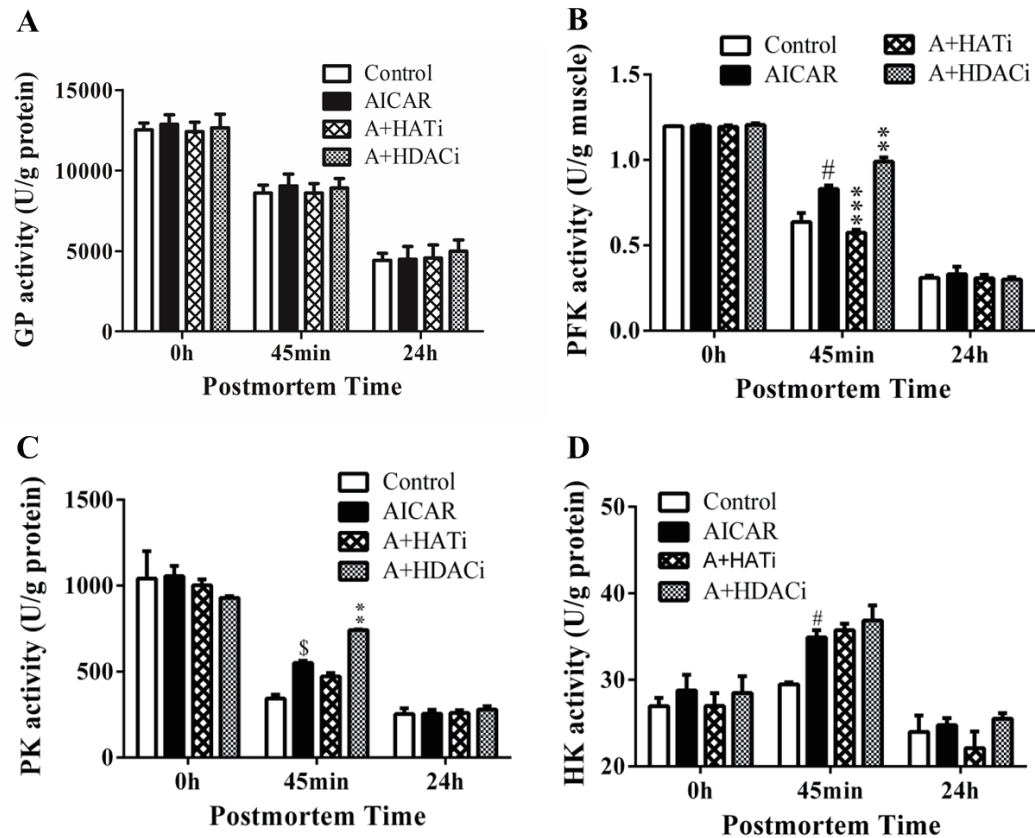 A
Control
AICAR
A+HATi
A+HDACi
GP activity (U/g protein)
15000
10000
5000
0
0h 45min 24h
Postmortem Time
B
Control A+HATi
AICAR A+HDACi
PFK activity (U/g muscle)
1.5
1.0
0.5
0.0
#
***
**
0h 45min 24h
Postmortem Time
C
Control
AICAR
A+HATi
A+HDACi
PK activity (U/g protein)
1500
1000
500
0
$
**
0h 45min 24h
Postmortem Time
D
Control
AICAR
A+HATi
A+HDACi
HK activity (U/g protein)
50
40
30
20
#
0h 45min 24h
Postmortem Time